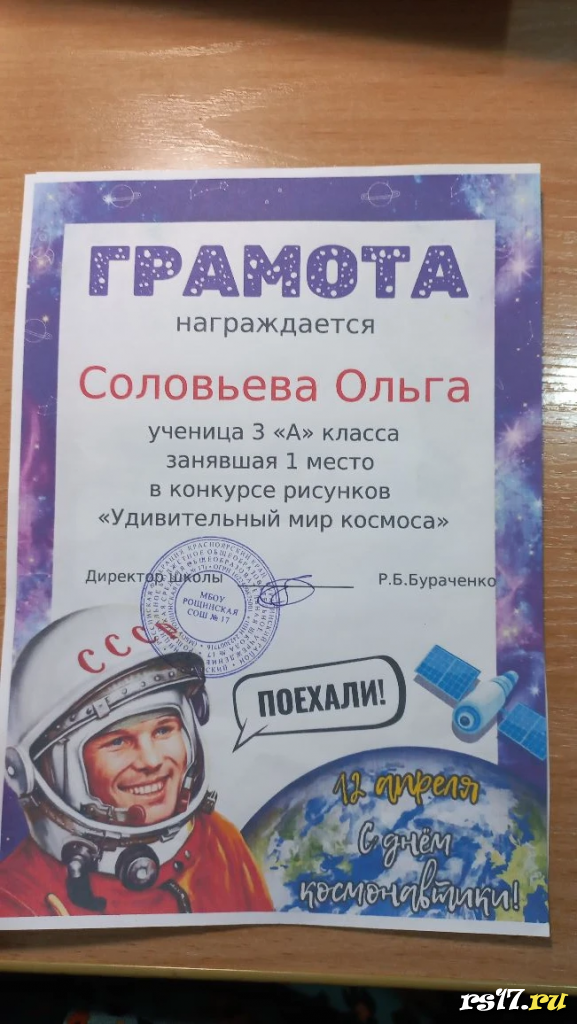 ГРАМОТА
награждается
Соловьева Ольга
ученица 3 «А» класса
занявшая 1 место
в конкурсе рисунков
«Удивительный мир космоса»
Директор школы Р.Б.Бураченко
МБОУ
РОЩИНСКАЯ
СОШ № 17
СССР
ПОЕХАЛИ!
12 апреля
С днём
космонавтики!
rs17.ru